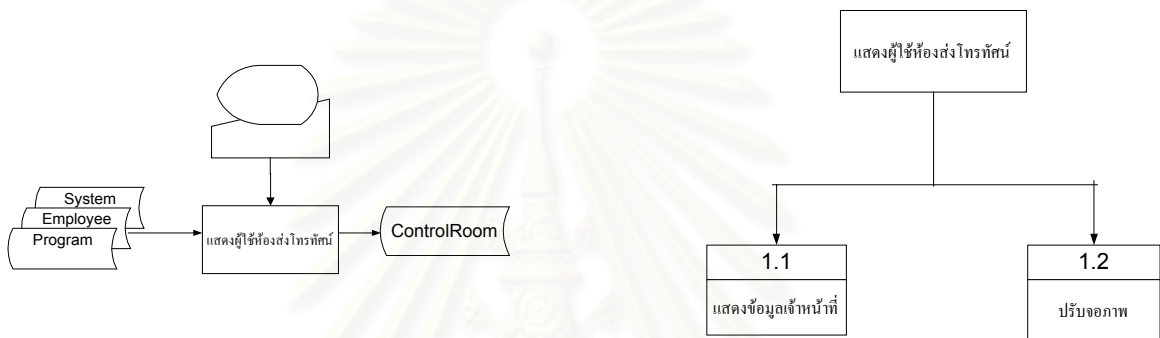 System
Employee
Program
แสดงผู้ใช้ห้องส่งโทรทัศน์
ControlRoom
แสดงผู้ใช้ห้องส่งโทรทัศน์
1.1
แสดงข้อมูลเจ้าหน้าที่
1.2
ปรับจอภาพ